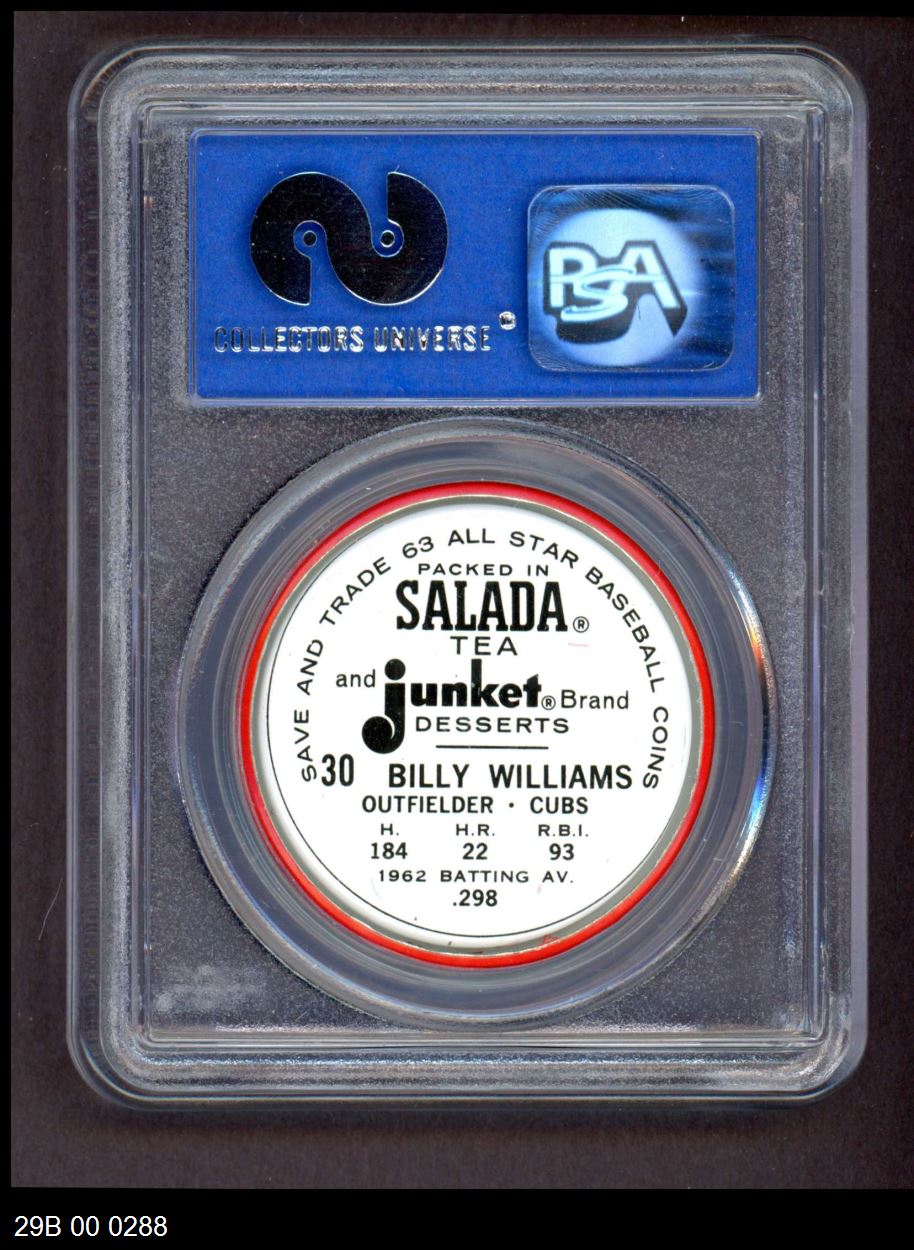 COLLECTORS UNIVERSE®
PSA
SAVE AND TRADE 63 ALL STAR BASEBALL COINS
PACKED IN
SALADA®
TEA
and junket® Brand
DESSERTS
30 BILLY WILLIAMS
OUTFIELDER · CUBS
H. H.R. R.B.I.
184 22 93
1962 BATTING AV.
.298
29B 00 0288